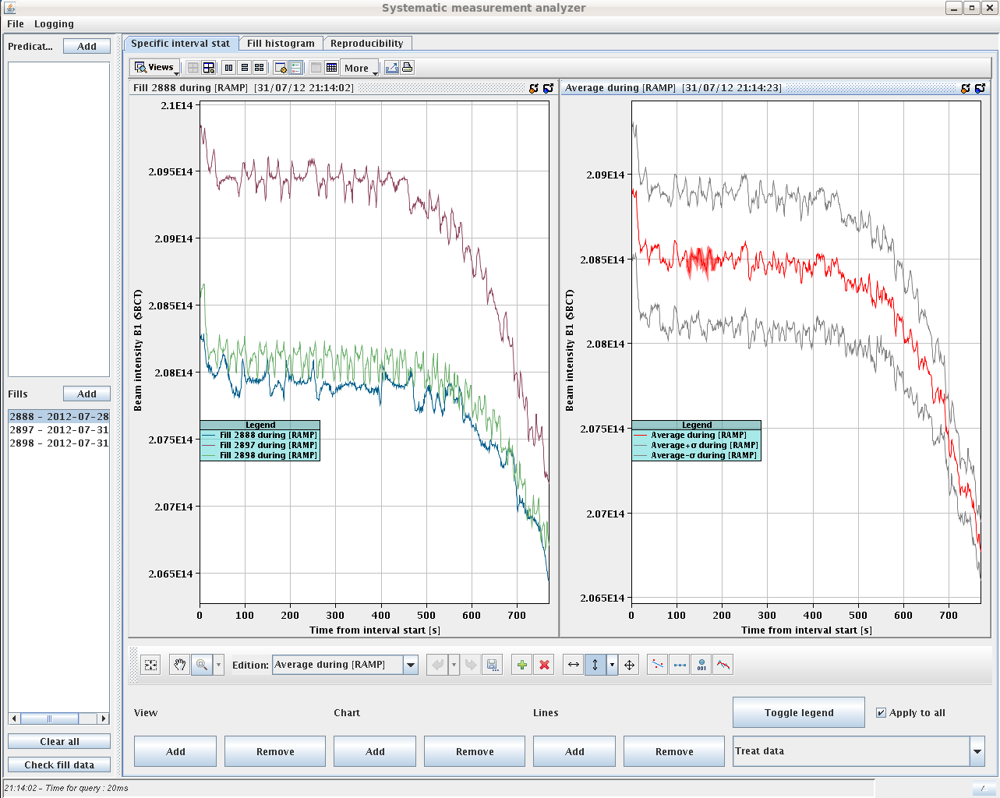 Systematic measurement analyzer
File Logging
Predicat... Add
Specific interval stat Fill histogram Reproducibility
Views More
Fill 2888 during [RAMP] [31/07/12 21:14:02]
2.1E14
2.095E14
2.09E14
2.085E14
2.08E14
2.075E14
2.07E14
2.065E14
Beam intensity B1 (SBCT)
Legend
Fill 2888 during [RAMP]
Fill 2897 during [RAMP]
Fill 2898 during [RAMP]
0 100 200 300 400 500 600 700
Time from interval start [s]
Average during [RAMP] [31/07/12 21:14:23]
2.09E14
2.085E14
2.08E14
2.075E14
2.07E14
2.065E14
Beam intensity B1 (SBCT)
Legend
Average during [RAMP]
Average+σ during [RAMP]
Average-σ during [RAMP]
0 100 200 300 400 500 600 700
Time from interval start [s]
Fills Add
2888 - 2012-07-28
2897 - 2012-07-31
2898 - 2012-07-31
Clear all
Check fill data
Edition: Average during [RAMP]
001
View Chart Lines Toggle legend Apply to all
Add Remove Add Remove Add Remove Treat data
21:14:02 - Time for query : 20ms